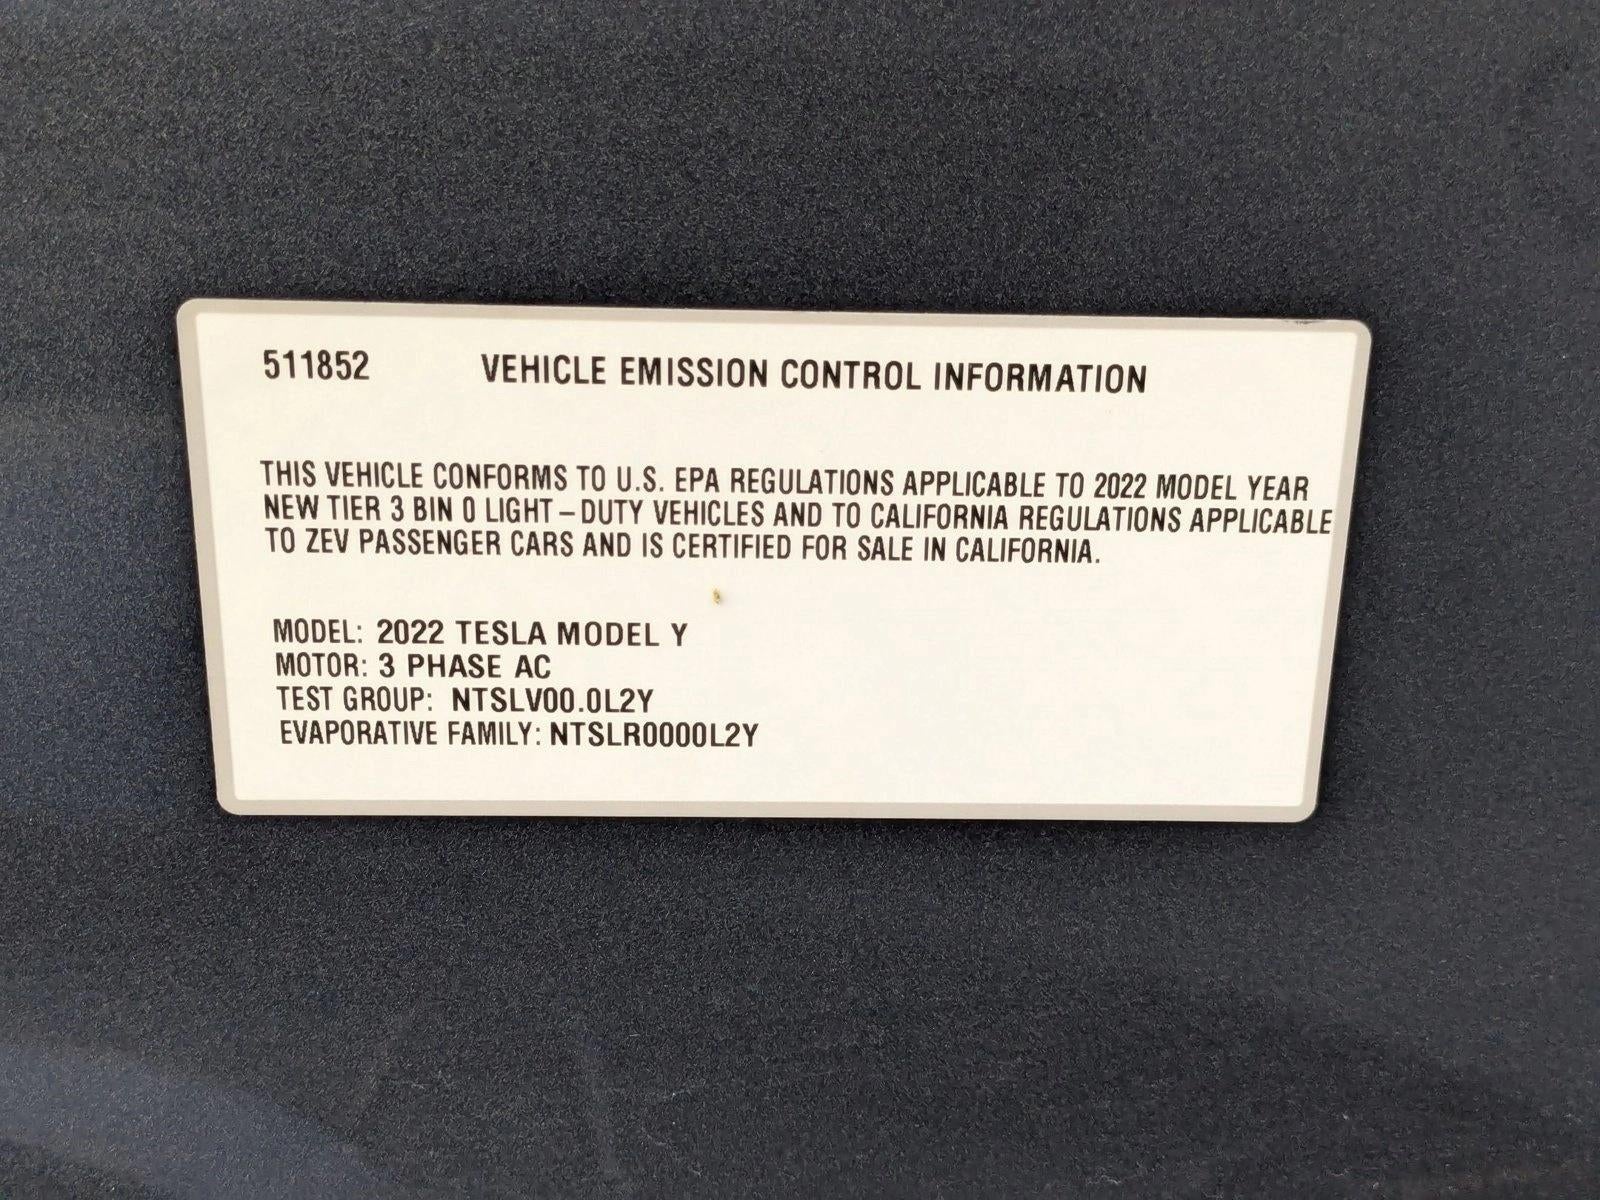 511852 VEHICLE EMISSION CONTROL INFORMATION
THIS VEHICLE CONFORMS TO U.S. EPA REGULATIONS APPLICABLE TO 2022 MODEL YEAR
NEW TIER 3 BIN 0 LIGHT–DUTY VEHICLES AND TO CALIFORNIA REGULATIONS APPLICABLE
TO ZEV PASSENGER CARS AND IS CERTIFIED FOR SALE IN CALIFORNIA.
MODEL: 2022 TESLA MODEL Y
MOTOR: 3 PHASE AC
TEST GROUP: NTSLV00.0L2Y
EVAPORATIVE FAMILY: NTSLR0000L2Y